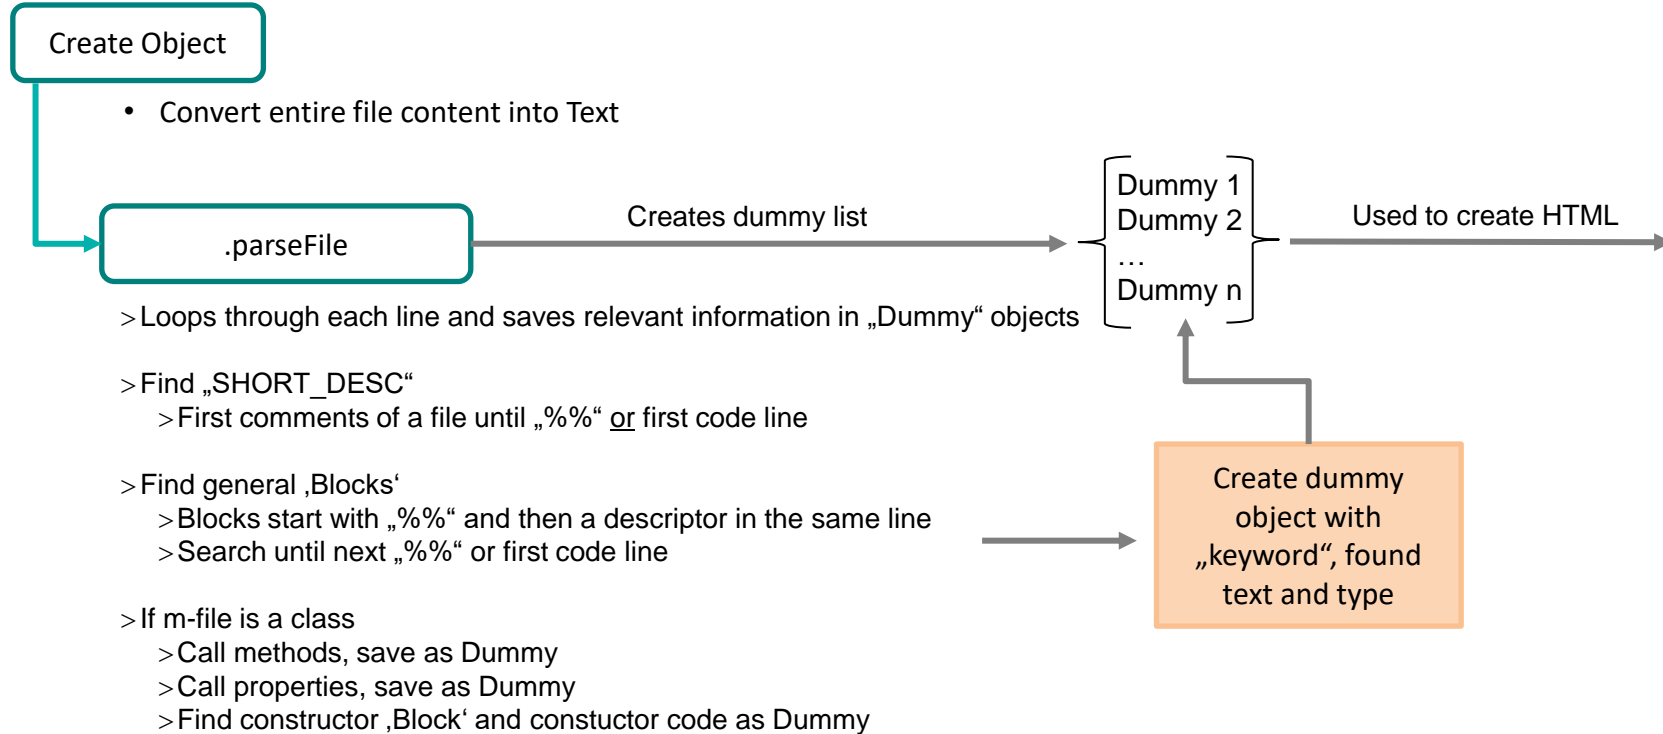 Create Object
• Convert entire file content into Text
.parseFile
Creates dummy list
Dummy 1
Dummy 2
…
Dummy n
Used to create HTML
>Loops through each line and saves relevant information in „Dummy“ objects
>Find „SHORT_DESC“
>First comments of a file until „%%“ or first code line
>Find general ‚Blocks‘
>Blocks start with „%%“ and then a descriptor in the same line
>Search until next „%%“ or first code line
>If m-file is a class
>Call methods, save as Dummy
>Call properties, save as Dummy
>Find constructor ‚Block‘ and constuctor code as Dummy
Create dummy
object with
„keyword“, found
text and type